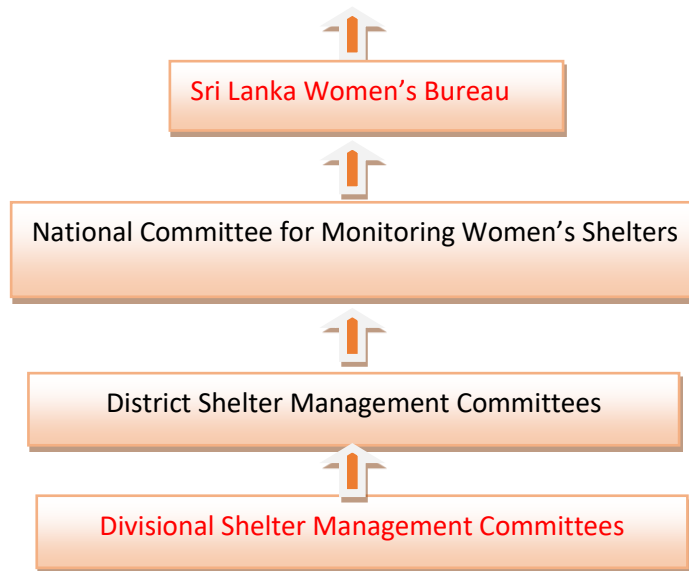 Sri Lanka Women’s Bureau
National Committee for Monitoring Women’s Shelters
District Shelter Management Committees
Divisional Shelter Management Committees